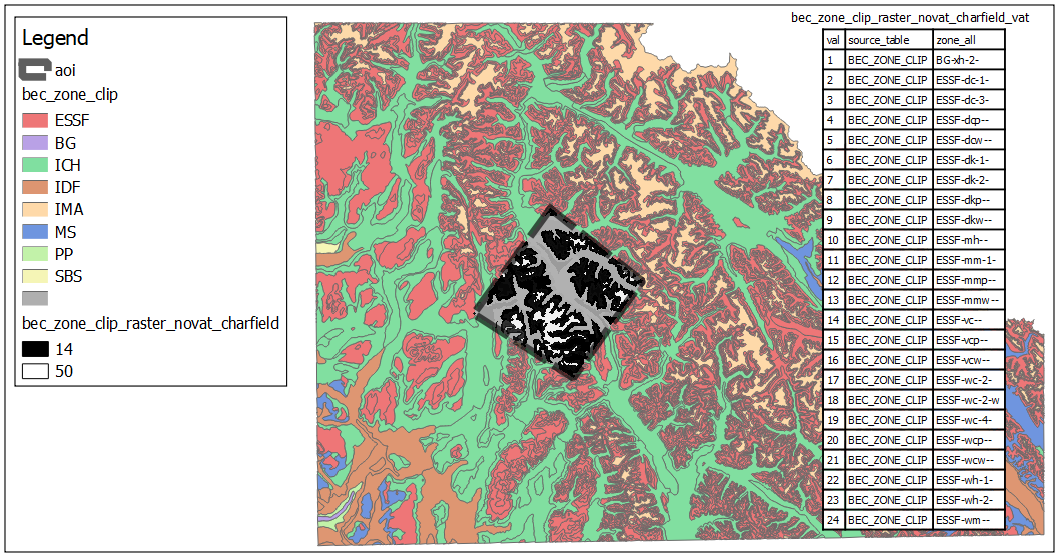 Legend
aoi
bec_zone_clip
ESSF
BG
ICH
IDF
IMA
MS
PP
SBS
bec_zone_clip_raster_novat_charfield
14
50
bec_zone_clip_raster_novat_charfield_vat
val source_table zone_all
1 BEC_ZONE_CLIP BG-xh-2-
2 BEC_ZONE_CLIP ESSF-dc-1-
3 BEC_ZONE_CLIP ESSF-dc-3-
4 BEC_ZONE_CLIP ESSF-dcp--
5 BEC_ZONE_CLIP ESSF-dcw--
6 BEC_ZONE_CLIP ESSF-dk-1-
7 BEC_ZONE_CLIP ESSF-dk-2-
8 BEC_ZONE_CLIP ESSF-dkp--
9 BEC_ZONE_CLIP ESSF-dkw--
10 BEC_ZONE_CLIP ESSF-mh--
11 BEC_ZONE_CLIP ESSF-mm-1-
12 BEC_ZONE_CLIP ESSF-mmp--
13 BEC_ZONE_CLIP ESSF-mmw--
14 BEC_ZONE_CLIP ESSF-vc--
15 BEC_ZONE_CLIP ESSF-vcp--
16 BEC_ZONE_CLIP ESSF-vcw--
17 BEC_ZONE_CLIP ESSF-wc-2-
18 BEC_ZONE_CLIP ESSF-wc-2-w
19 BEC_ZONE_CLIP ESSF-wc-4-
20 BEC_ZONE_CLIP ESSF-wcp--
21 BEC_ZONE_CLIP ESSF-wcw--
22 BEC_ZONE_CLIP ESSF-wh-1-
23 BEC_ZONE_CLIP ESSF-wh-2-
24 BEC_ZONE_CLIP ESSF-wm--